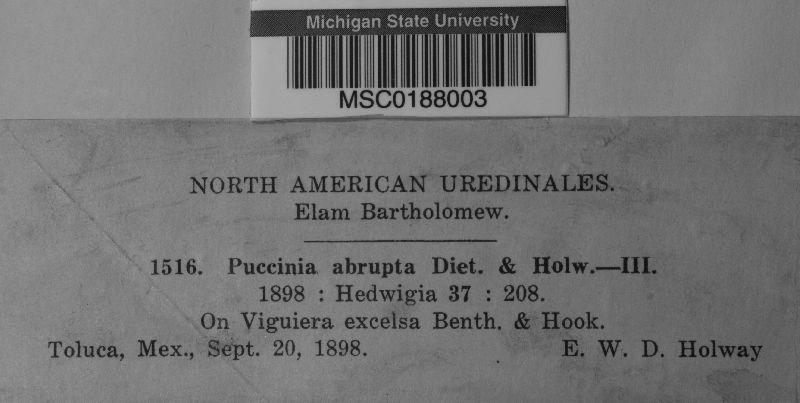 Michigan State University
MSC0188003
NORTH AMERICAN UREDINALES.
Elam Bartholomew.
1516. Puccinia abrupta Diet. & Holw.—III.
1898 : Hedwigia 37 : 208.
On Viguiera excelsa Benth. & Hook.
Toluca, Mex., Sept. 20, 1898. E. W. D. Holway